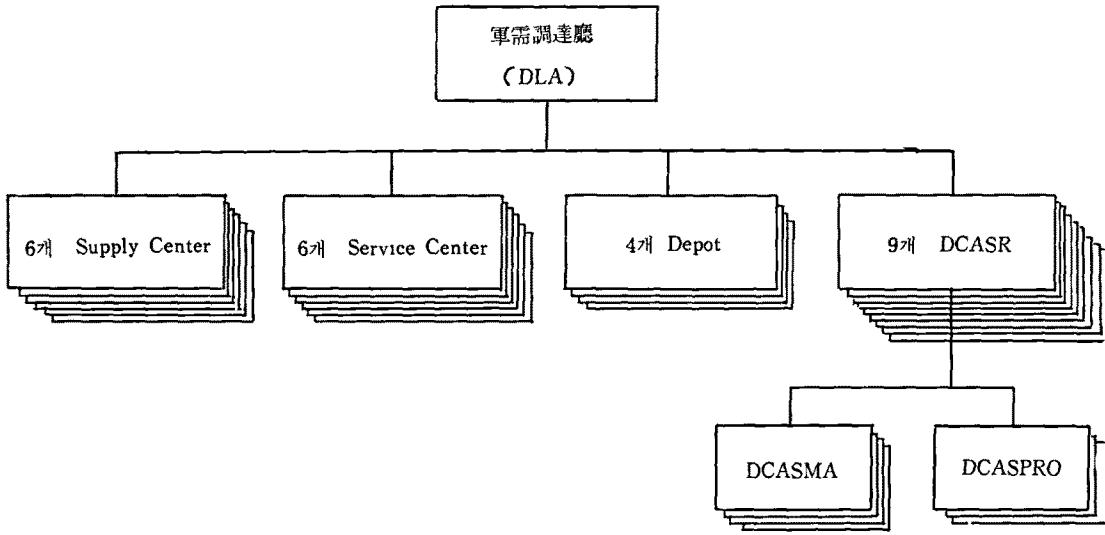 軍需調達廳
(DLA)
6개 Supply Center
6개 Service Center
4개 Depot
9개 DCASR
DCASMA
DCASPRO